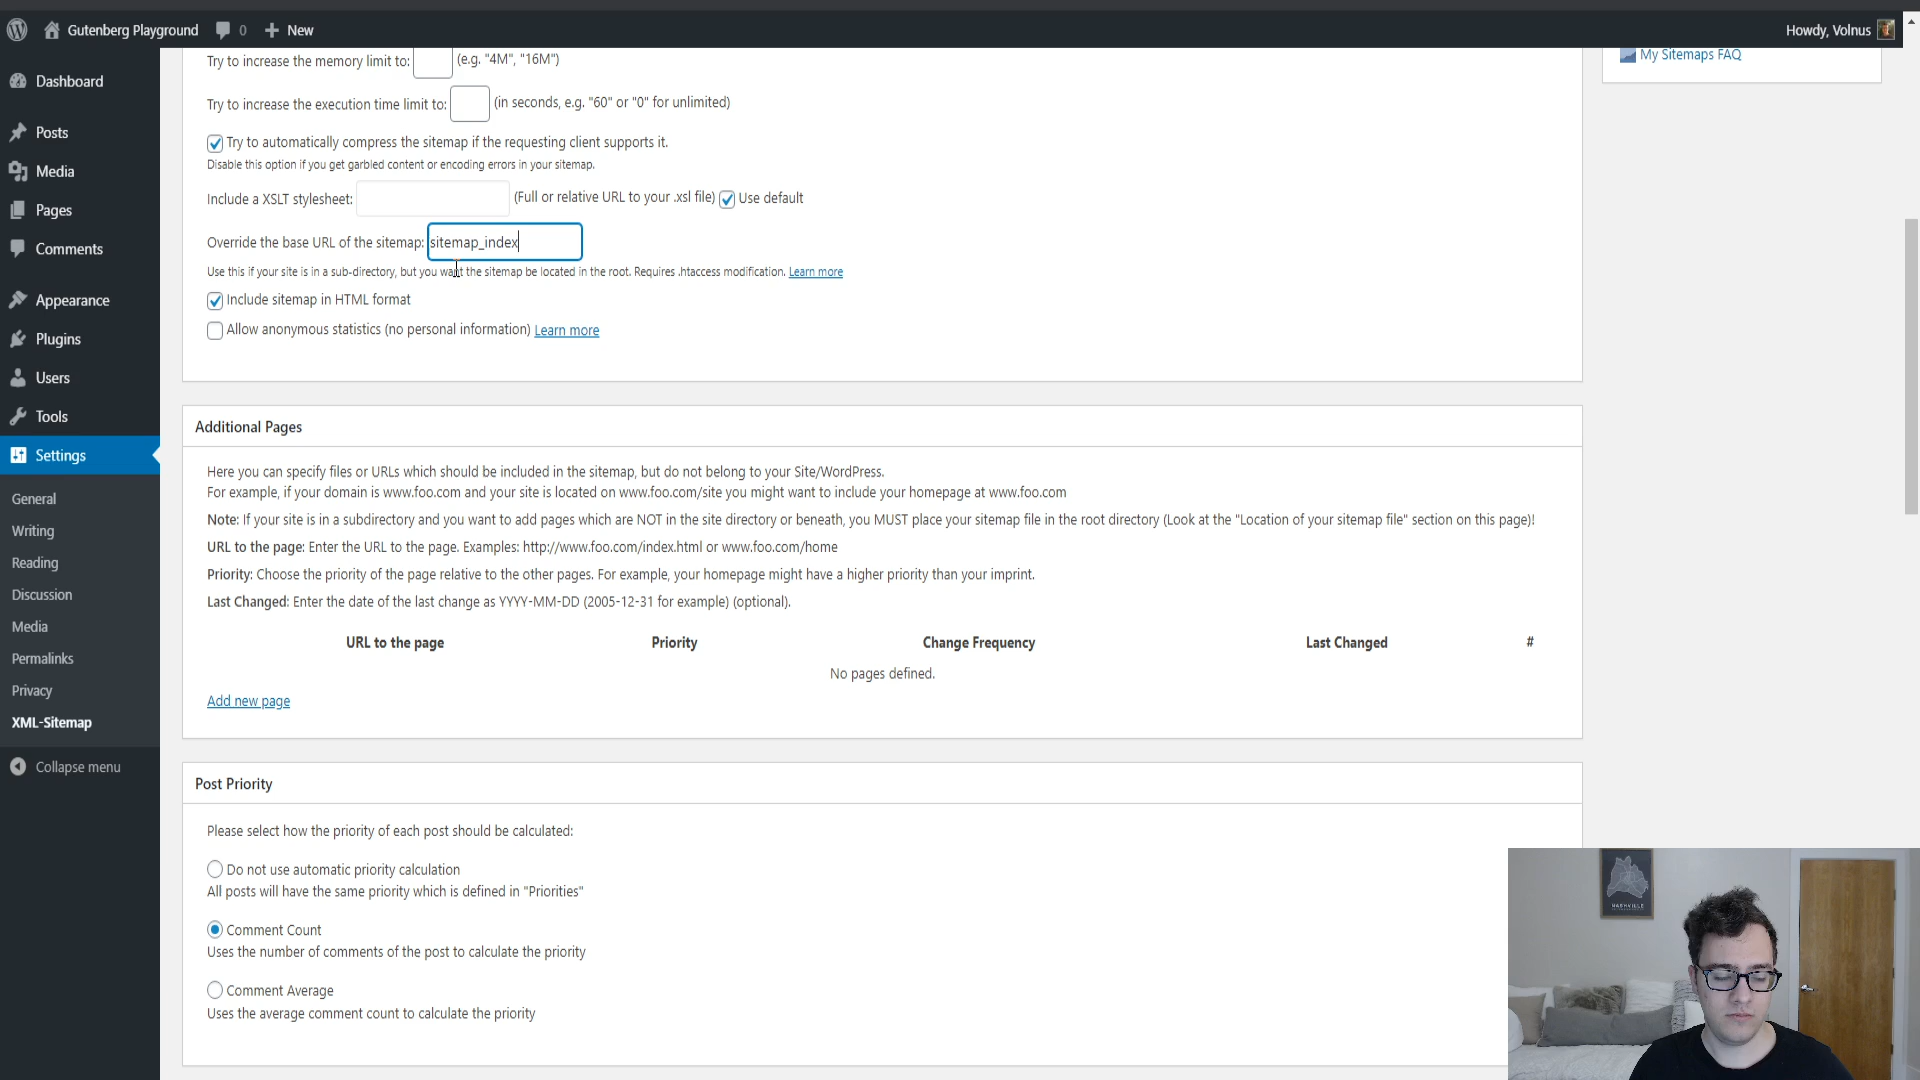 Gutenberg Playground 0 New Howdy, Volnus
Dashboard
Posts
Media
Pages
Comments
Appearance
Plugins
Users
Tools
Settings
General
Writing
Reading
Discussion
Media
Permalinks
Privacy
XML-Sitemap
Collapse menu
Try to increase the memory limit to: (e.g. "4M", "16M")
Try to increase the execution time limit to: (in seconds, e.g. "60" or "0" for unlimited)
Try to automatically compress the sitemap if the requesting client supports it.
Disable this option if you get garbled content or encoding errors in your sitemap.
Include a XSLT stylesheet: (Full or relative URL to your .xsl file) Use default
Override the base URL of the sitemap: sitemap_index
Use this if your site is in a sub-directory, but you want the sitemap be located in the root. Requires .htaccess modification. Learn more
Include sitemap in HTML format
Allow anonymous statistics (no personal information) Learn more
Additional Pages
Here you can specify files or URLs which should be included in the sitemap, but do not belong to your Site/WordPress.
For example, if your domain is www.foo.com and your site is located on www.foo.com/site you might want to include your homepage at www.foo.com
Note: If your site is in a subdirectory and you want to add pages which are NOT in the site directory or beneath, you MUST place your sitemap file in the root directory (Look at the "Location of your sitemap file" section on this page)!
URL to the page: Enter the URL to the page. Examples: http://www.foo.com/index.html or www.foo.com/home
Priority: Choose the priority of the page relative to the other pages. For example, your homepage might have a higher priority than your imprint.
Last Changed: Enter the date of the last change as YYYY-MM-DD (2005-12-31 for example) (optional).
URL to the page Priority Change Frequency Last Changed #
No pages defined.
Add new page
Post Priority
Please select how the priority of each post should be calculated:
Do not use automatic priority calculation
All posts will have the same priority which is defined in "Priorities"
Comment Count
Uses the number of comments of the post to calculate the priority
Comment Average
Uses the average comment count to calculate the priority
My Sitemaps FAQ
NASHVILLE